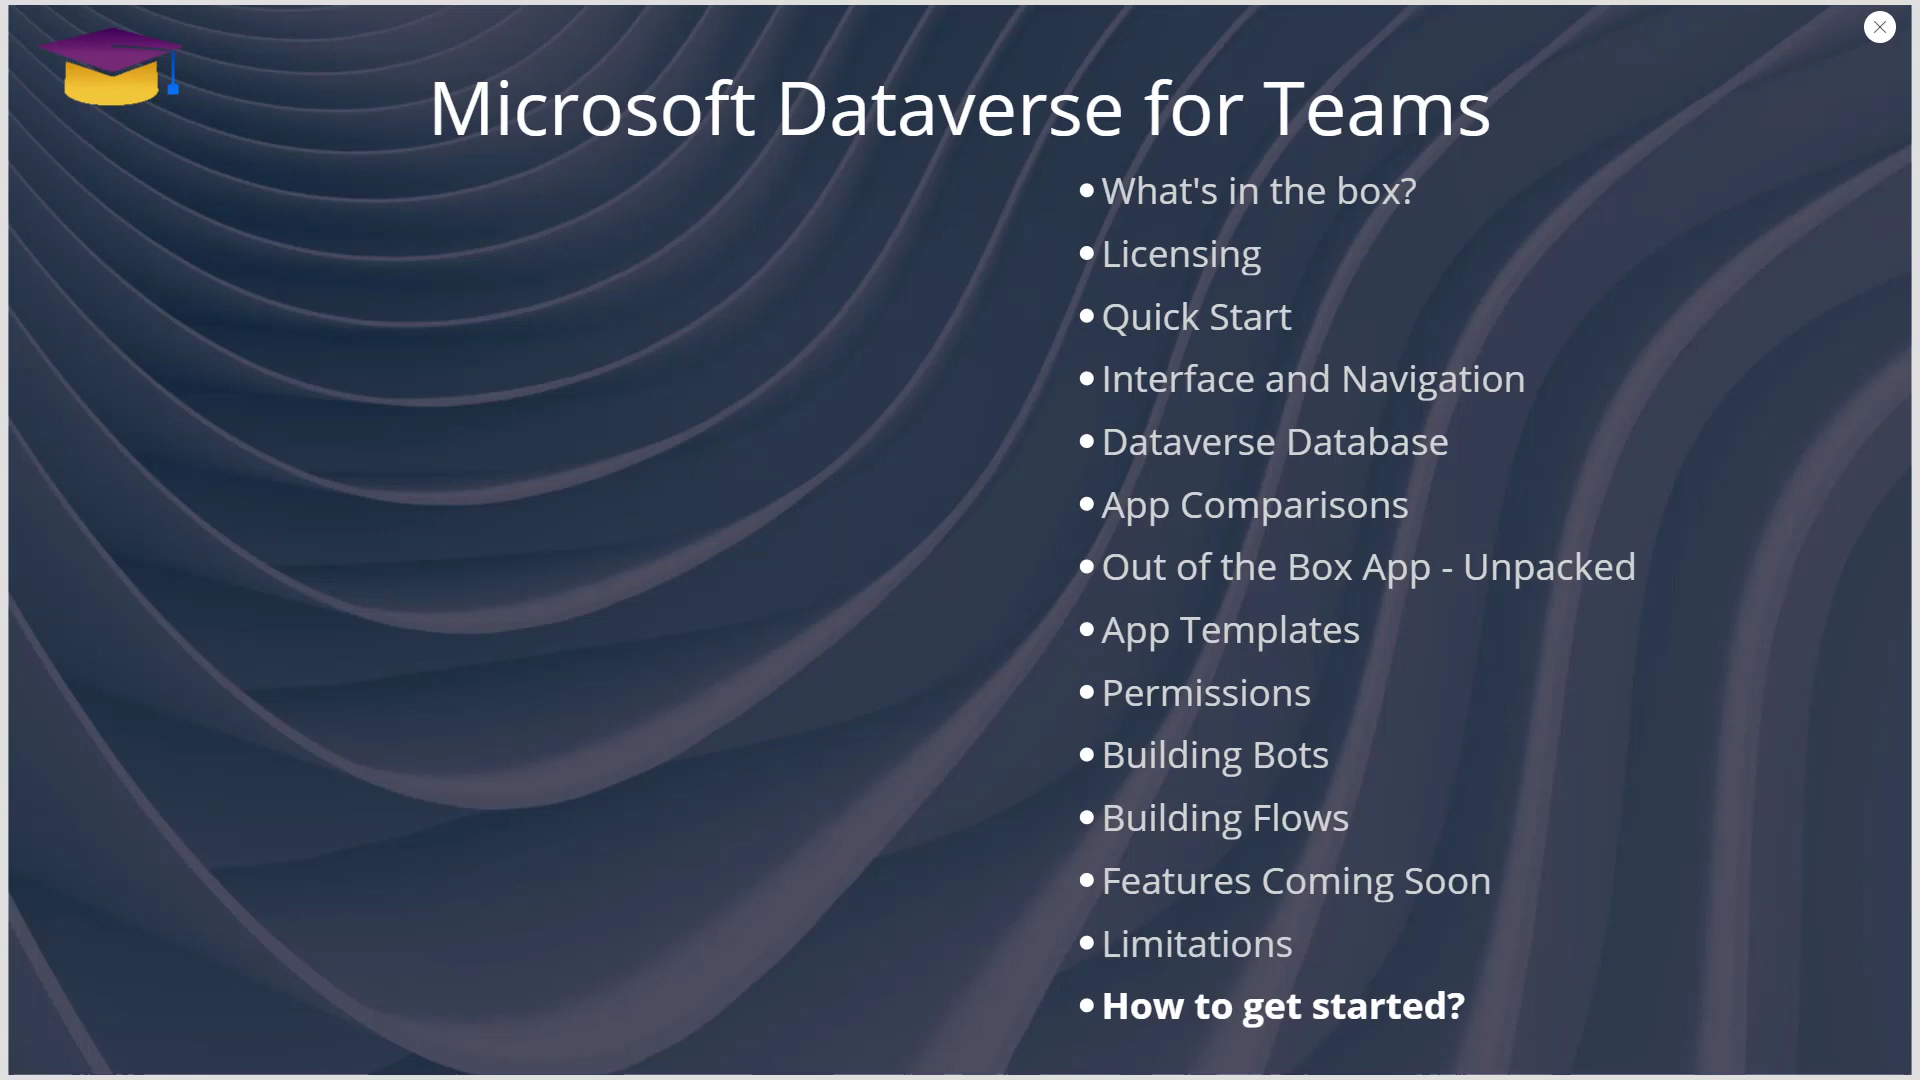 Microsoft Dataverse for Teams
• What's in the box?
• Licensing
• Quick Start
• Interface and Navigation
• Dataverse Database
• App Comparisons
• Out of the Box App - Unpacked
• App Templates
• Permissions
• Building Bots
• Building Flows
• Features Coming Soon
• Limitations
• How to get started?